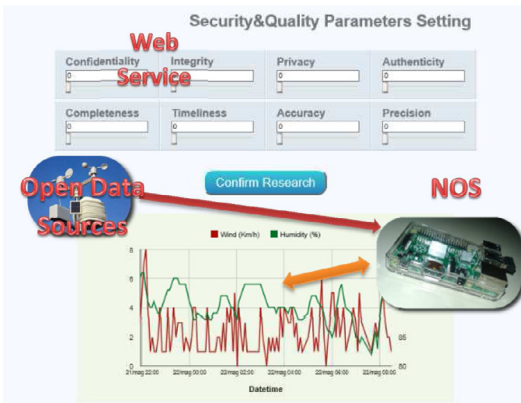 Security&Quality Parameters Setting
Web
Service
Confidentiality Integrity Privacy Authenticity
0 0 0 0
Completeness Timeliness Accuracy Precision
0 0 0 0
Confirm Research
Open Data
Sources
NOS
Wind (Km/h) Humidity (%)
8
6
4
2
0
85
80
21/mag 22:00 22/mag 00:00 22/mag 02:00 22/mag 04:00 22/mag 06:00 22/mag 08:00
Datetime